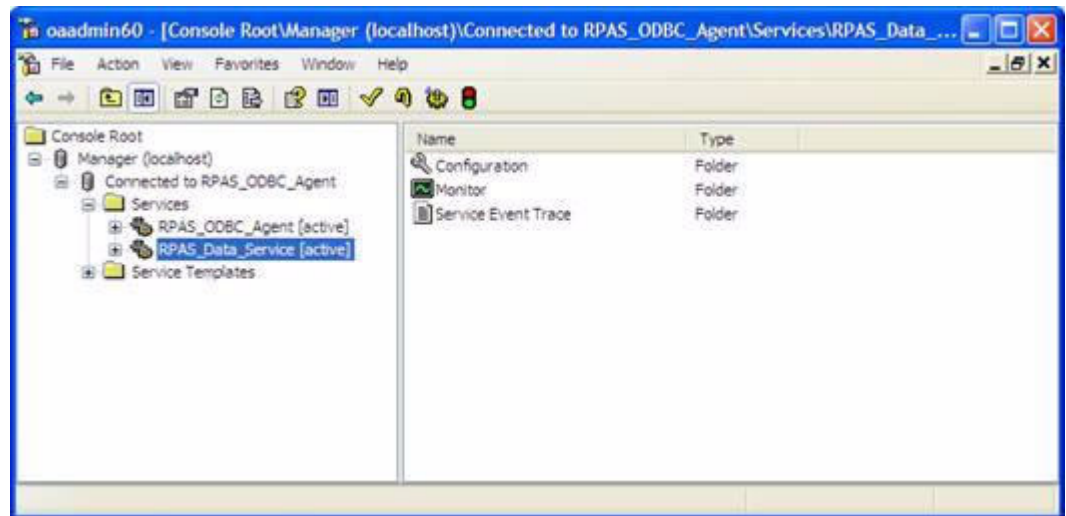 oaadmin60 - [Console Root\Manager (localhost)\Connected to RPAS_ODBC_Agent\Services\RPAS_Data_...
File Action View Favorites Window Help
Console Root
Manager (localhost)
Connected to RPAS_ODBC_Agent
Services
RPAS_ODBC_Agent [active]
RPAS_Data_Service [active]
Service Templates
Name Type
Configuration Folder
Monitor Folder
Service Event Trace Folder